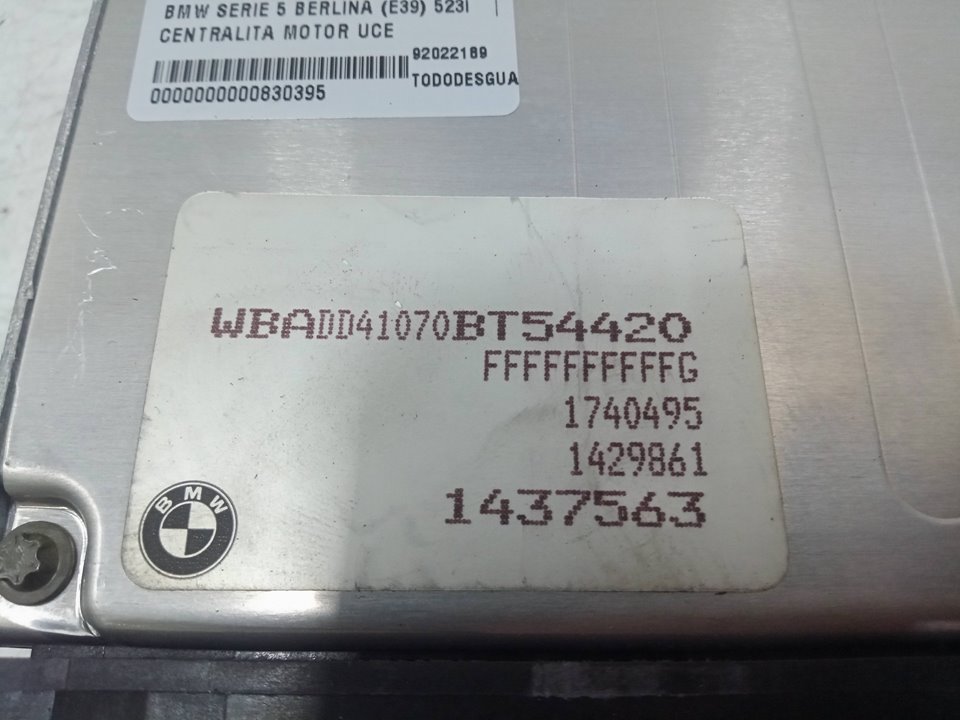 BMW SERIE 5 BERLINA (E39) 523I
CENTRALITA MOTOR UCE
92022189
0000000000830395
TODODESGUA
WBADD41070BT54420
FFFFFFFFFFG
1740495
1429861
1437563
BMW